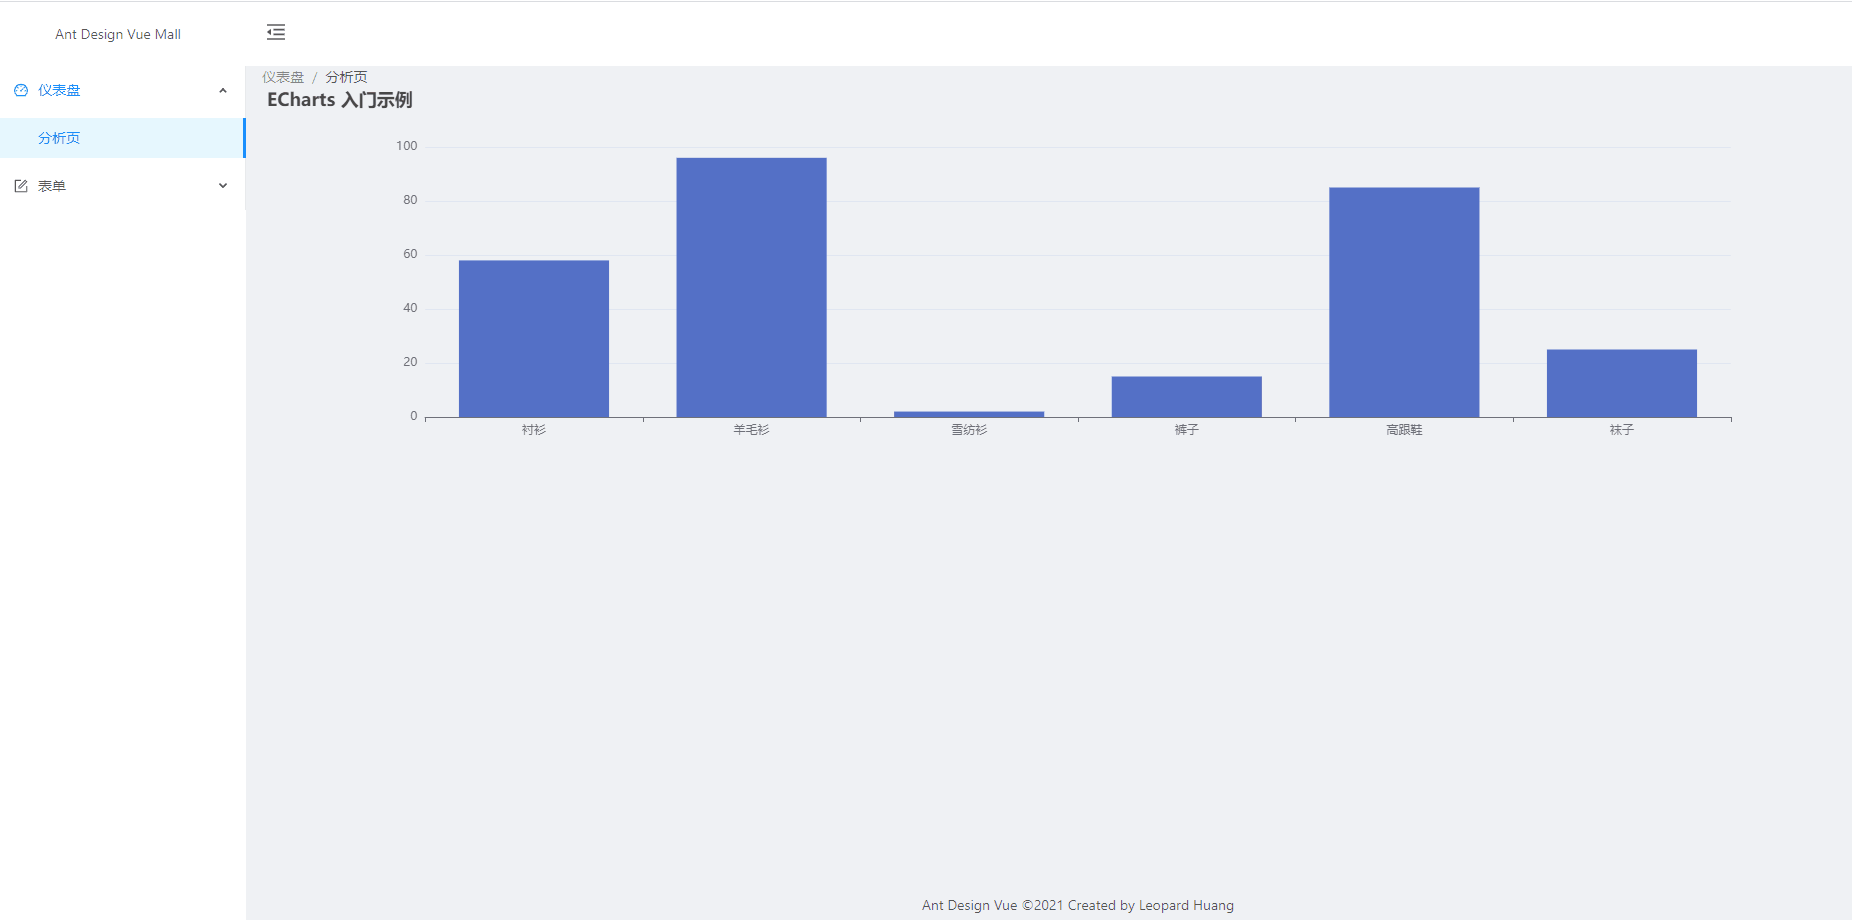 Ant Design Vue Mall
仪表盘
分析页
表单
仪表盘 / 分析页
ECharts 入门示例
100
80
60
40
20
0
衬衫 羊毛衫 雪纺衫 裤子 高跟鞋 袜子
Ant Design Vue ©2021 Created by Leopard Huang